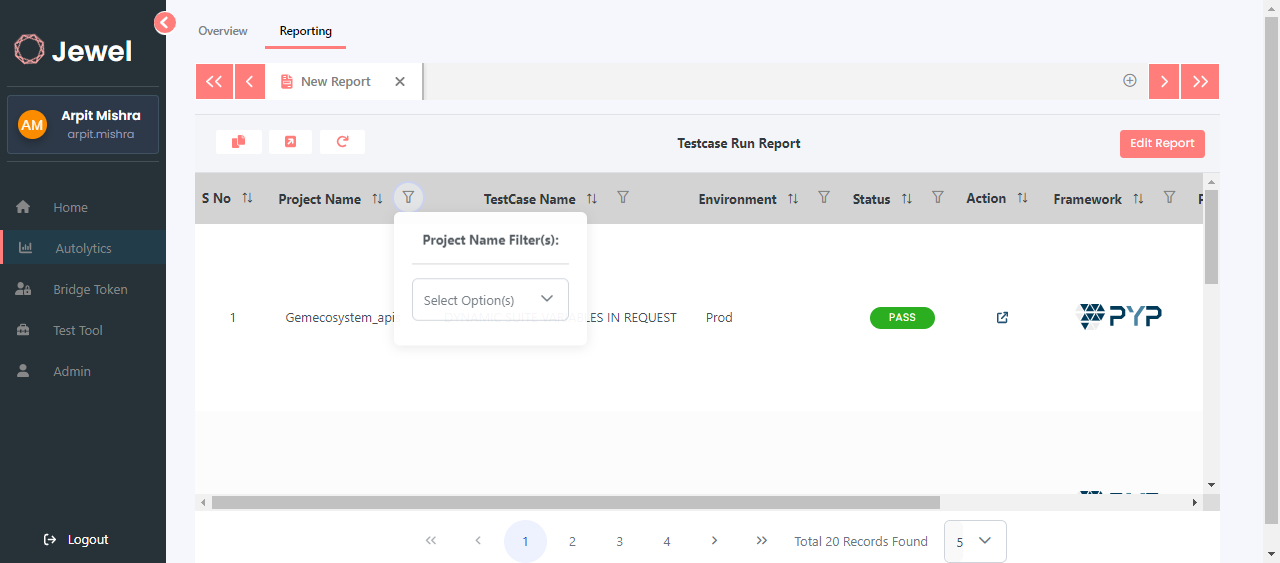 Jewel
AM
Arpit Mishra
arpit.mishra
Home
Autolytics
Bridge Token
Test Tool
Admin
Logout
Overview
Reporting
New Report
Testcase Run Report
Edit Report
S No
Project Name
TestCase Name
Environment
Status
Action
Framework
Project Name Filter(s):
Select Option(s)
1
Gemecosystem_api
IN REQUEST
Prod
PASS
PYP
1
2
3
4
Total 20 Records Found
5